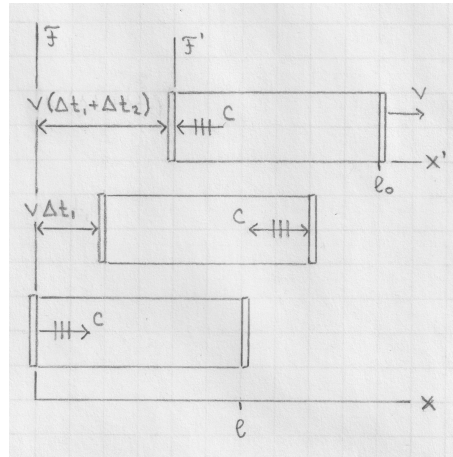 F F'
v(Δt₁+Δt₂) c v
x'
l₀
vΔt₁ c
c
x
l